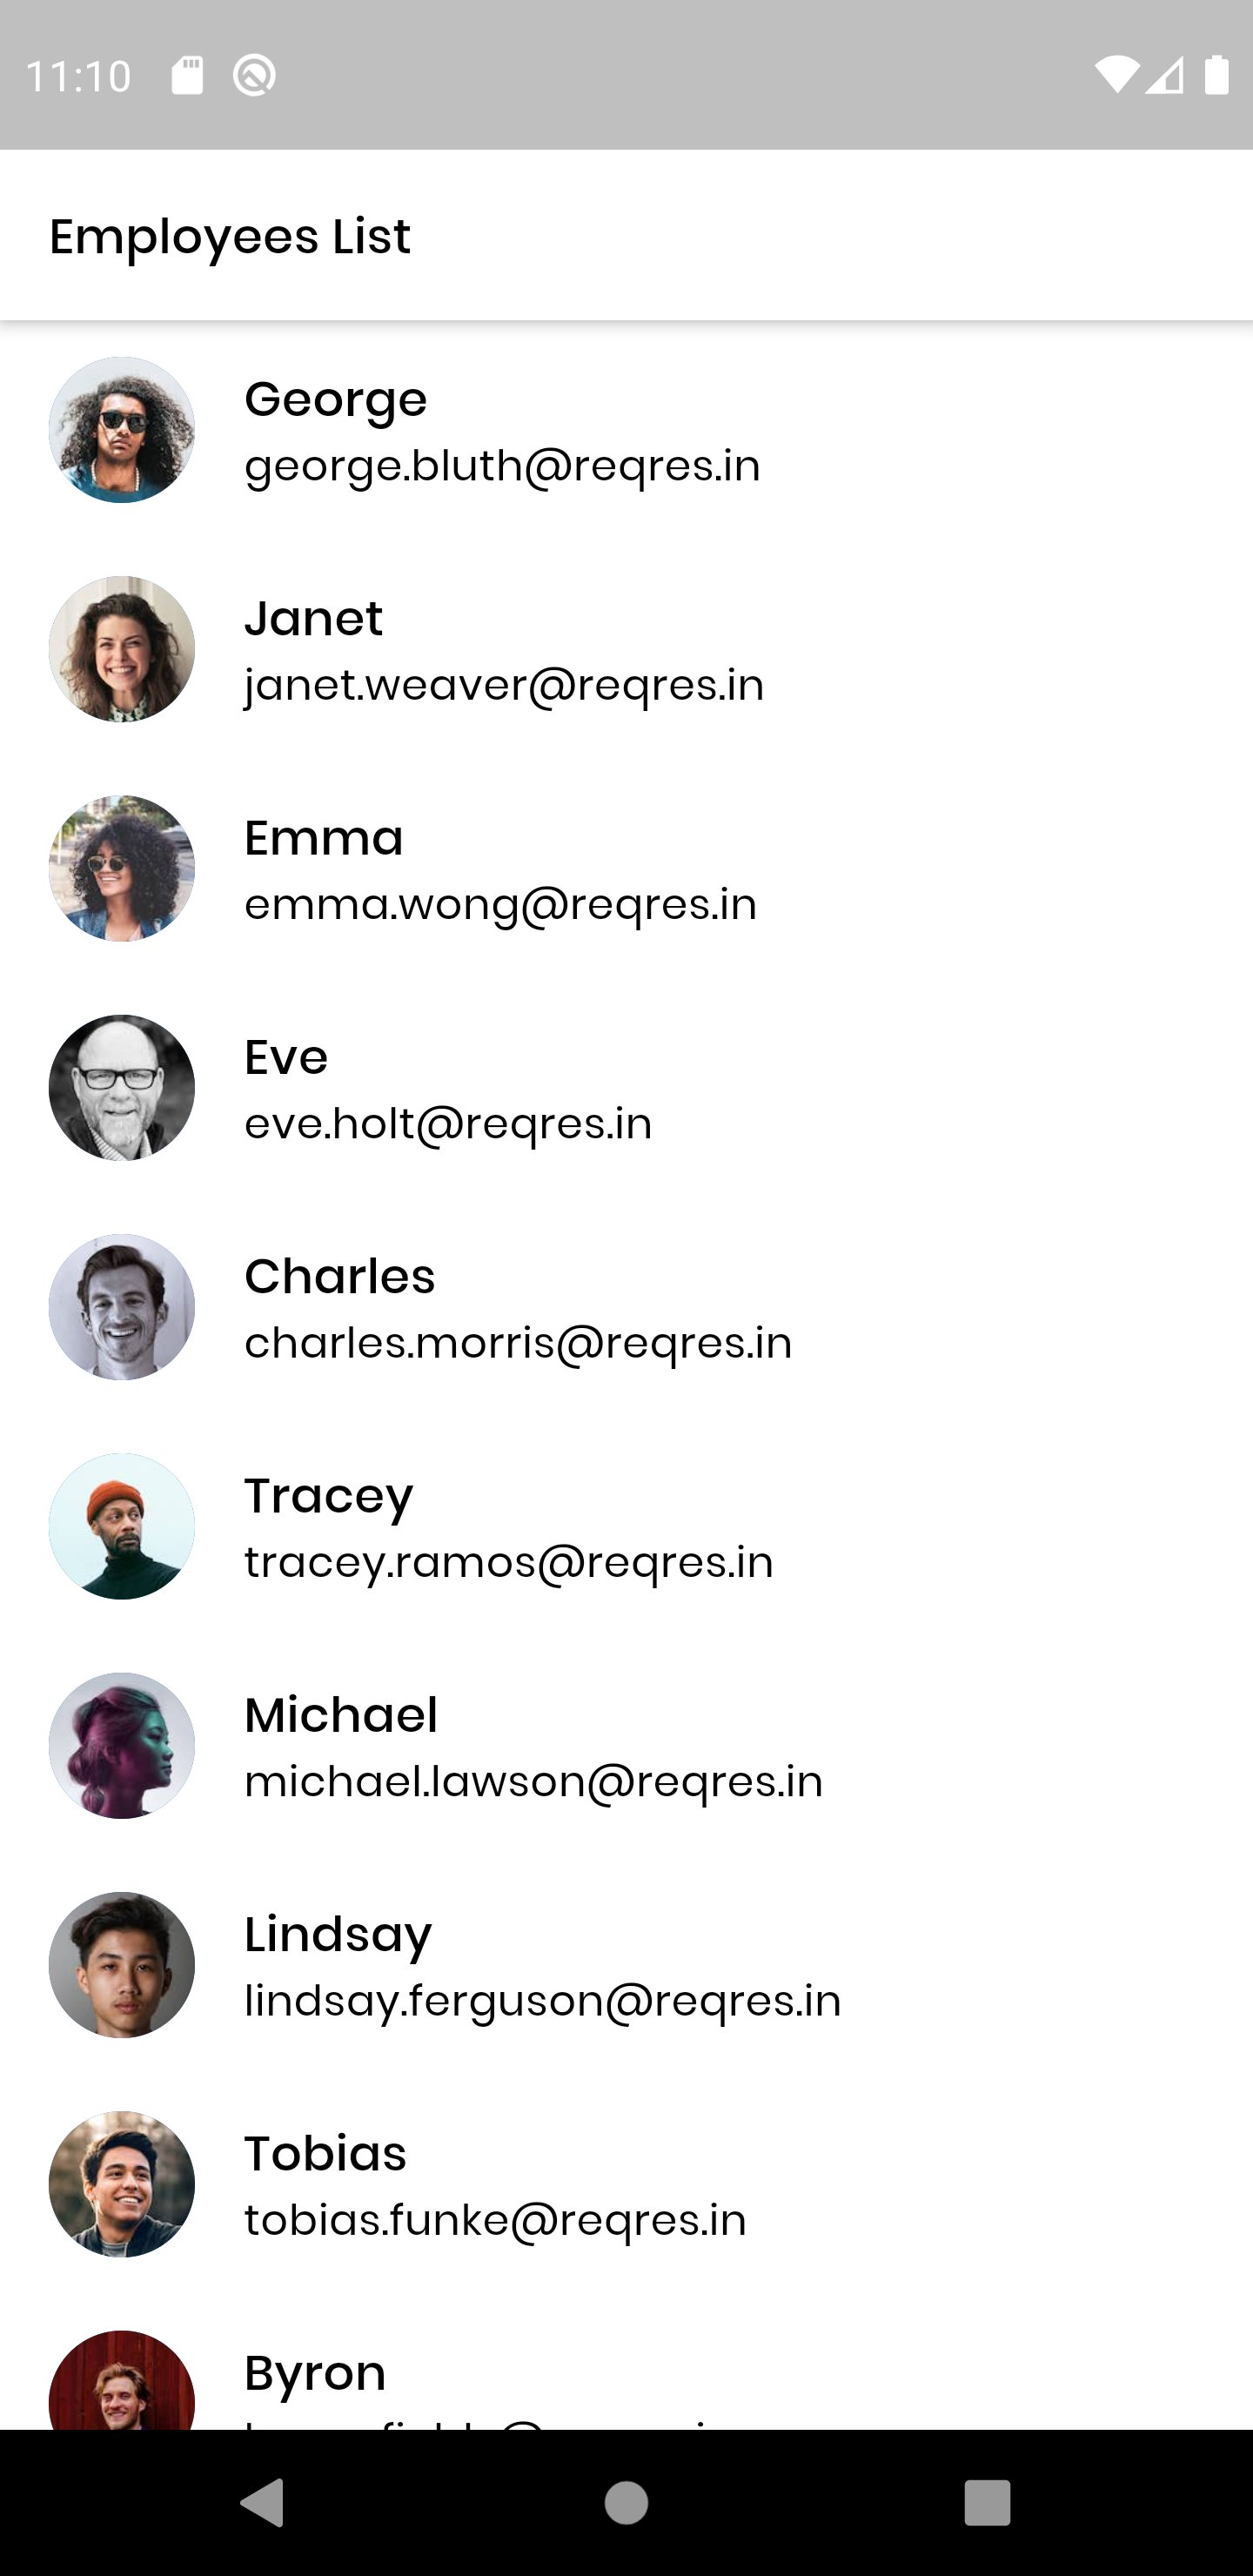 11:10
Employees List
George
george.bluth@reqres.in
Janet
janet.weaver@reqres.in
Emma
emma.wong@reqres.in
Eve
eve.holt@reqres.in
Charles
charles.morris@reqres.in
Tracey
tracey.ramos@reqres.in
Michael
michael.lawson@reqres.in
Lindsay
lindsay.ferguson@reqres.in
Tobias
tobias.funke@reqres.in
Byron